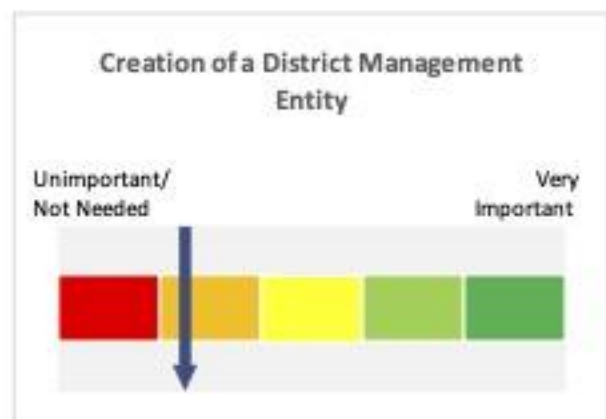 Creation of a District Management
Entity
Unimportant/
Not Needed
Very
Important